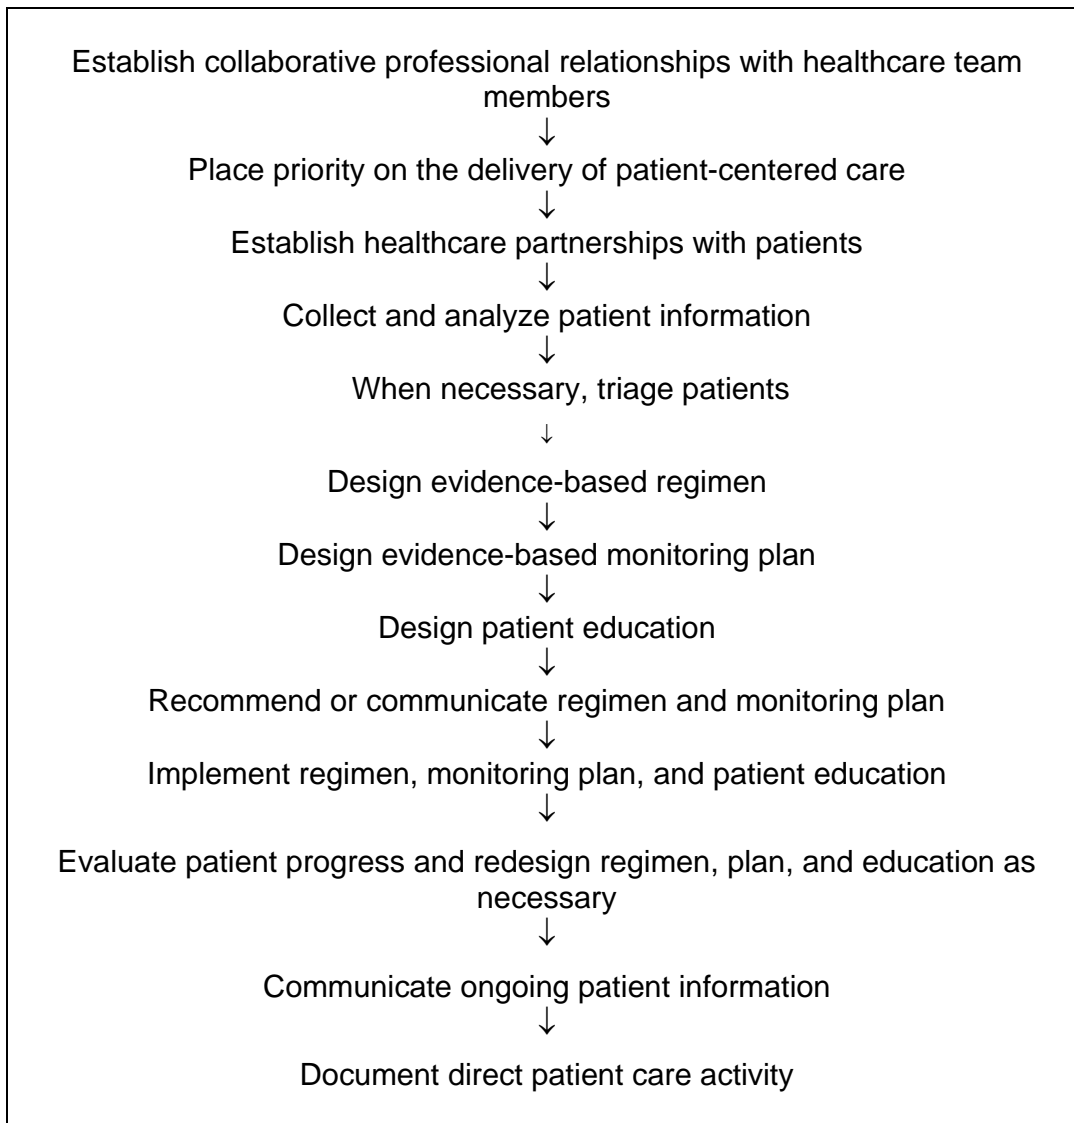 Establish collaborative professional relationships with healthcare team
members
↓
Place priority on the delivery of patient-centered care
↓
Establish healthcare partnerships with patients
↓
Collect and analyze patient information
↓
When necessary, triage patients
↓
Design evidence-based regimen
↓
Design evidence-based monitoring plan
↓
Design patient education
↓
Recommend or communicate regimen and monitoring plan
↓
Implement regimen, monitoring plan, and patient education
↓
Evaluate patient progress and redesign regimen, plan, and education as
necessary
↓
Communicate ongoing patient information
↓
Document direct patient care activity